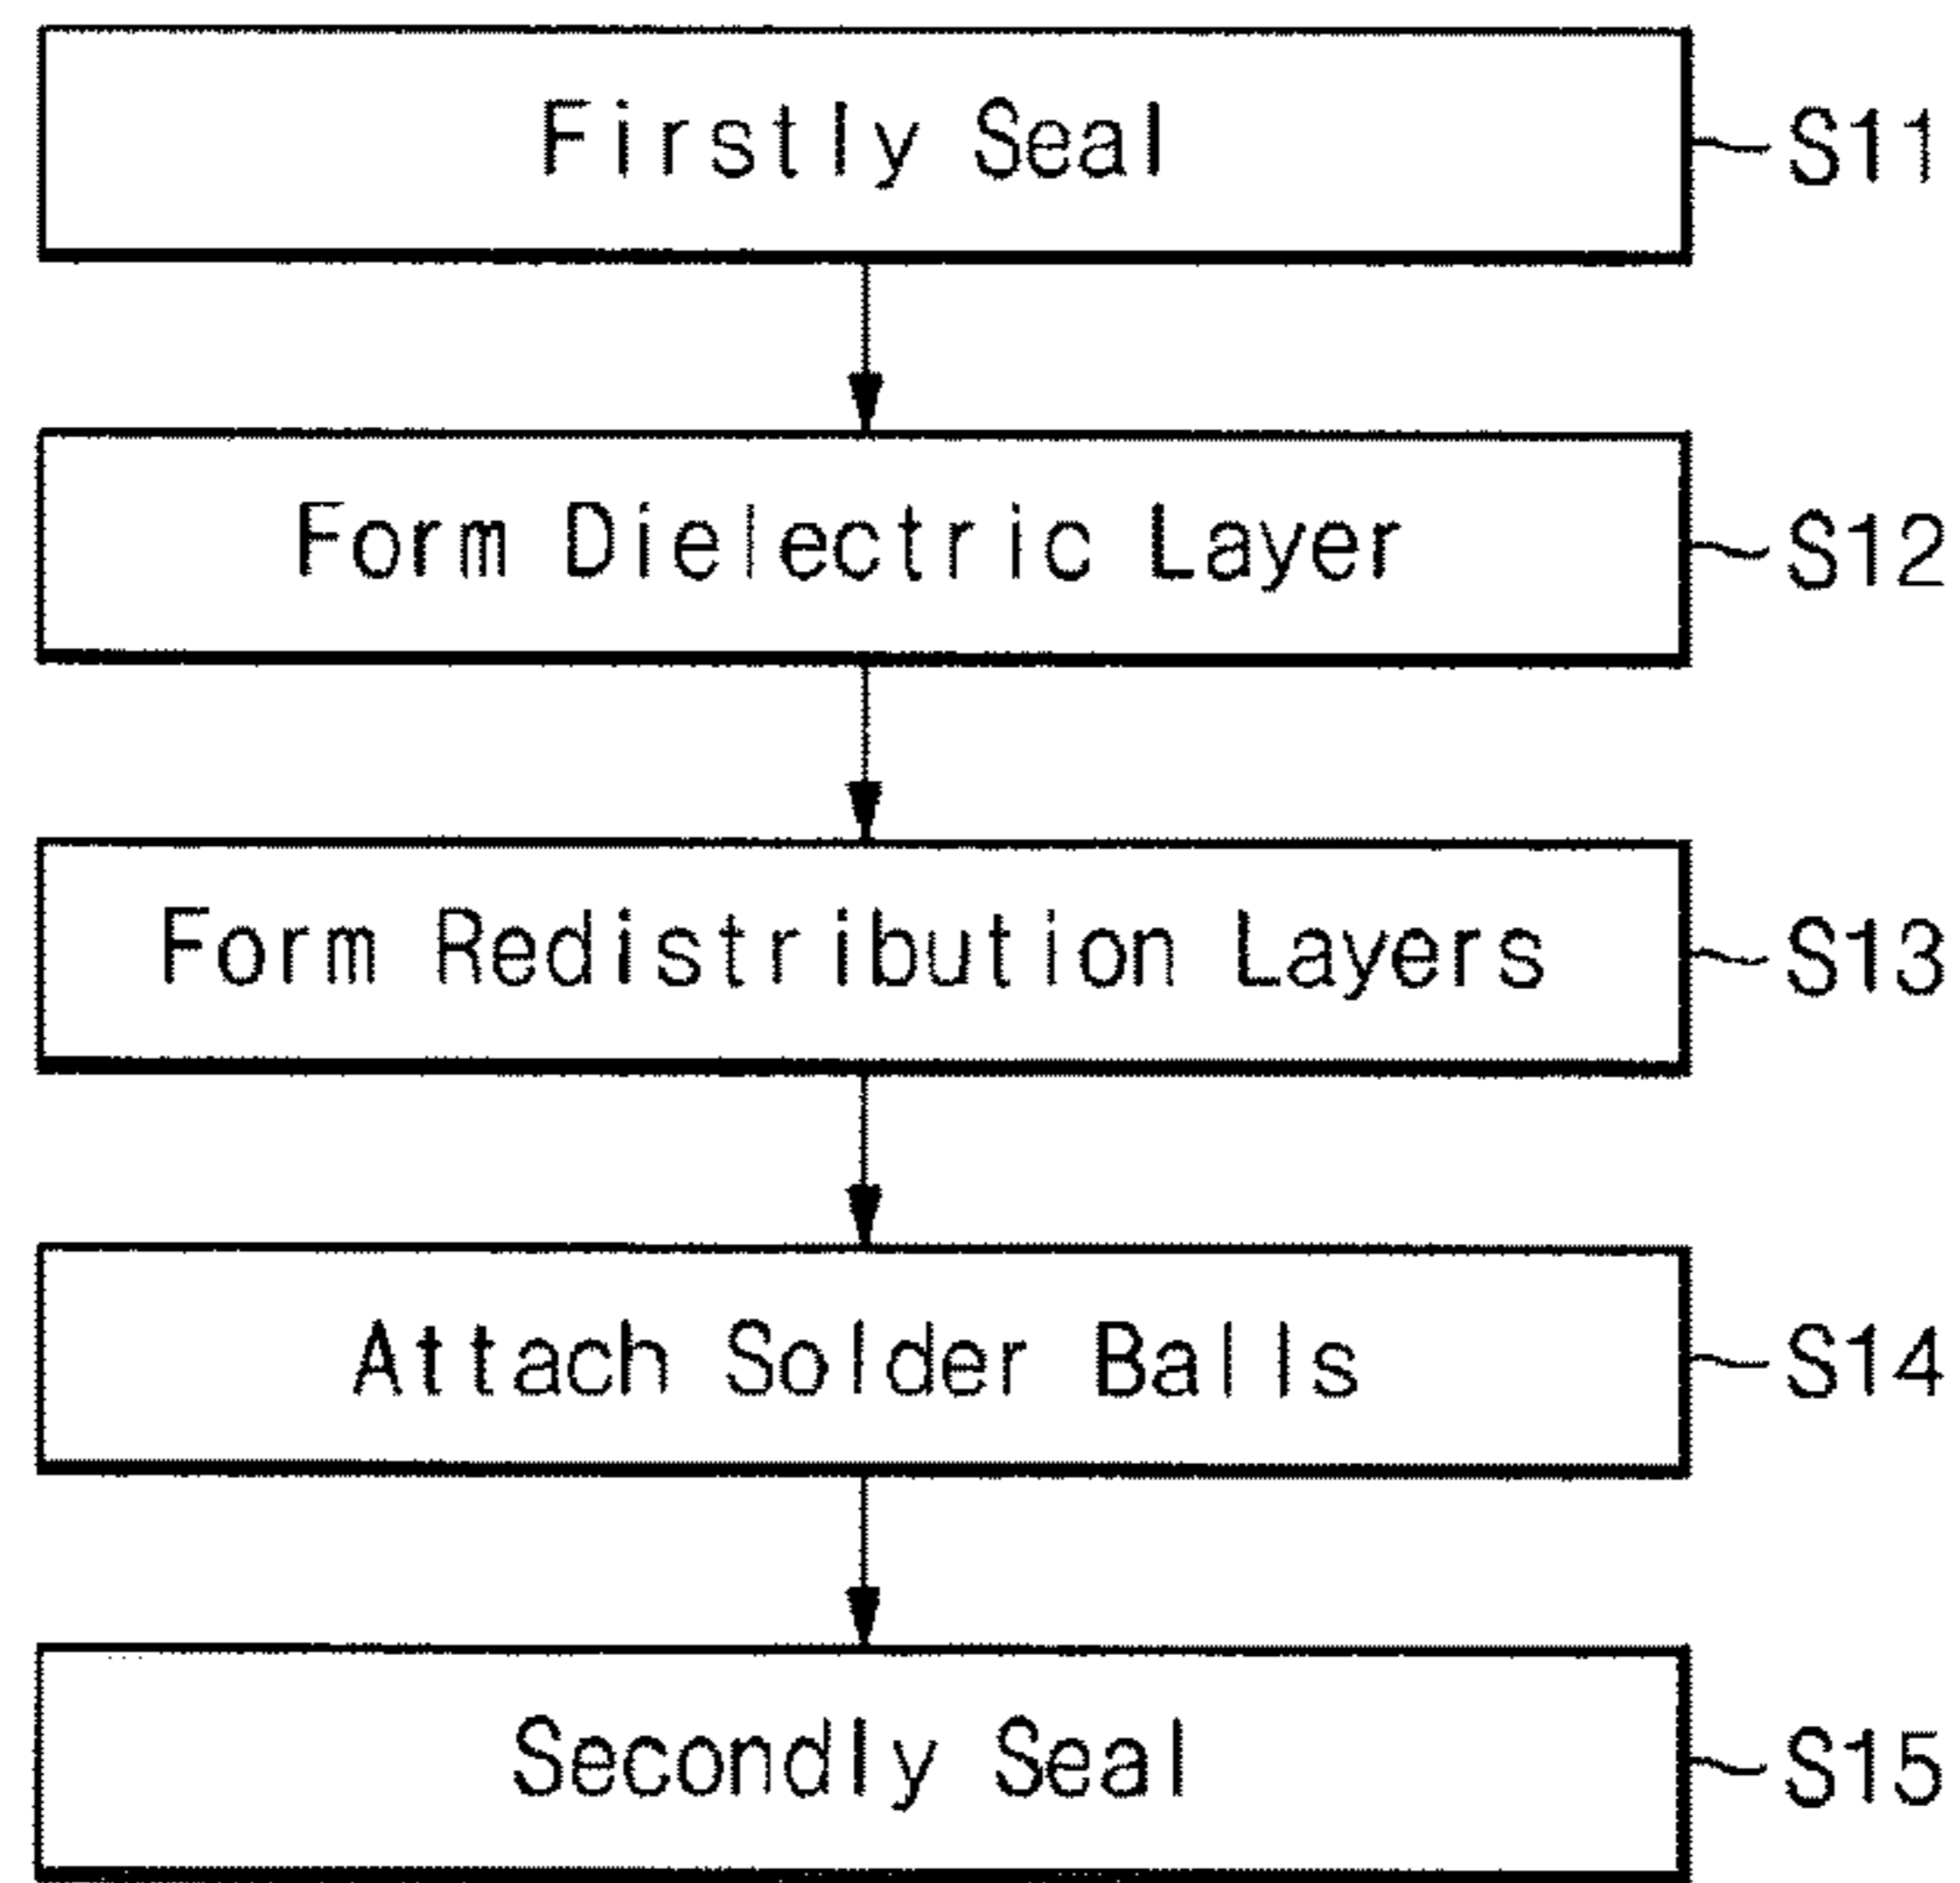 Firstly Seal
S11
Form Dielectric Layer
S12
Form Redistribution Layers
S13
Attach Solder Balls
S14
Secondly Seal
S15